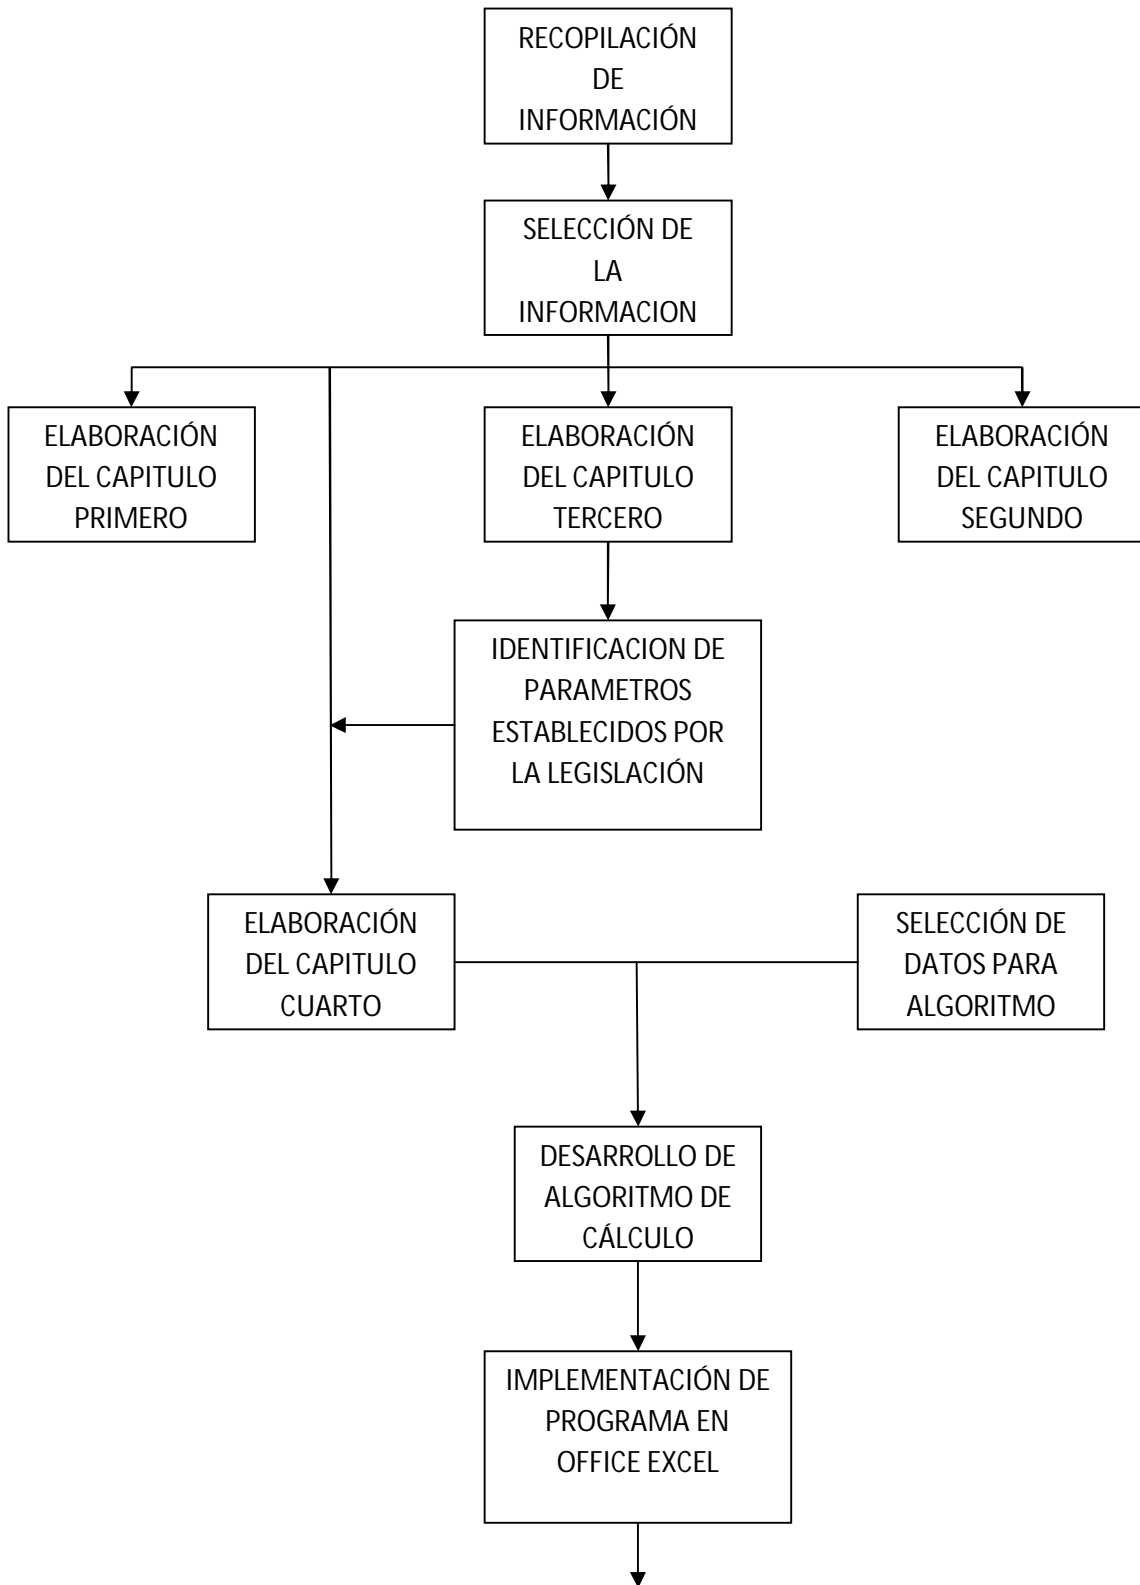 RECOPILACIÓN
DE
INFORMACIÓN
SELECCIÓN DE
LA
INFORMACION
ELABORACIÓN
DEL CAPITULO
PRIMERO
ELABORACIÓN
DEL CAPITULO
TERCERO
ELABORACIÓN
DEL CAPITULO
SEGUNDO
IDENTIFICACION DE
PARAMETROS
ESTABLECIDOS POR
LA LEGISLACIÓN
ELABORACIÓN
DEL CAPITULO
CUARTO
SELECCIÓN DE
DATOS PARA
ALGORITMO
DESARROLLO DE
ALGORITMO DE
CÁLCULO
IMPLEMENTACIÓN DE
PROGRAMA EN
OFFICE EXCEL